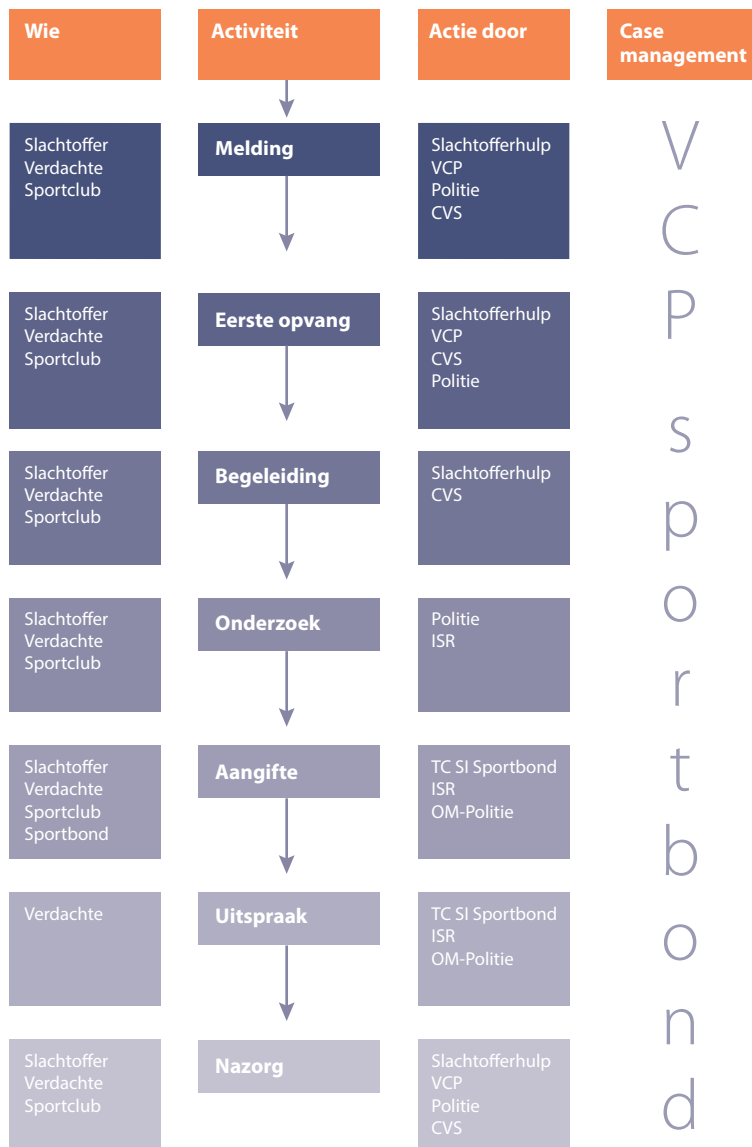 Wie
Activiteit
Actie door
Case
management
Slachtoffer
Verdachte
Sportclub
Melding
Slachtofferhulp
VCP
Politie
CVS
Slachtoffer
Verdachte
Sportclub
Eerste opvang
Slachtofferhulp
VCP
CVS
Politie
Slachtoffer
Verdachte
Sportclub
Begeleiding
Slachtofferhulp
CVS
Slachtoffer
Verdachte
Sportclub
Onderzoek
Politie
ISR
Slachtoffer
Verdachte
Sportclub
Sportbond
Aangifte
TC SI Sportbond
ISR
OM-Politie
Verdachte
Uitspraak
TC SI Sportbond
ISR
OM-Politie
Slachtoffer
Verdachte
Sportclub
Nazorg
Slachtofferhulp
VCP
Politie
CVS
VCP sportbond